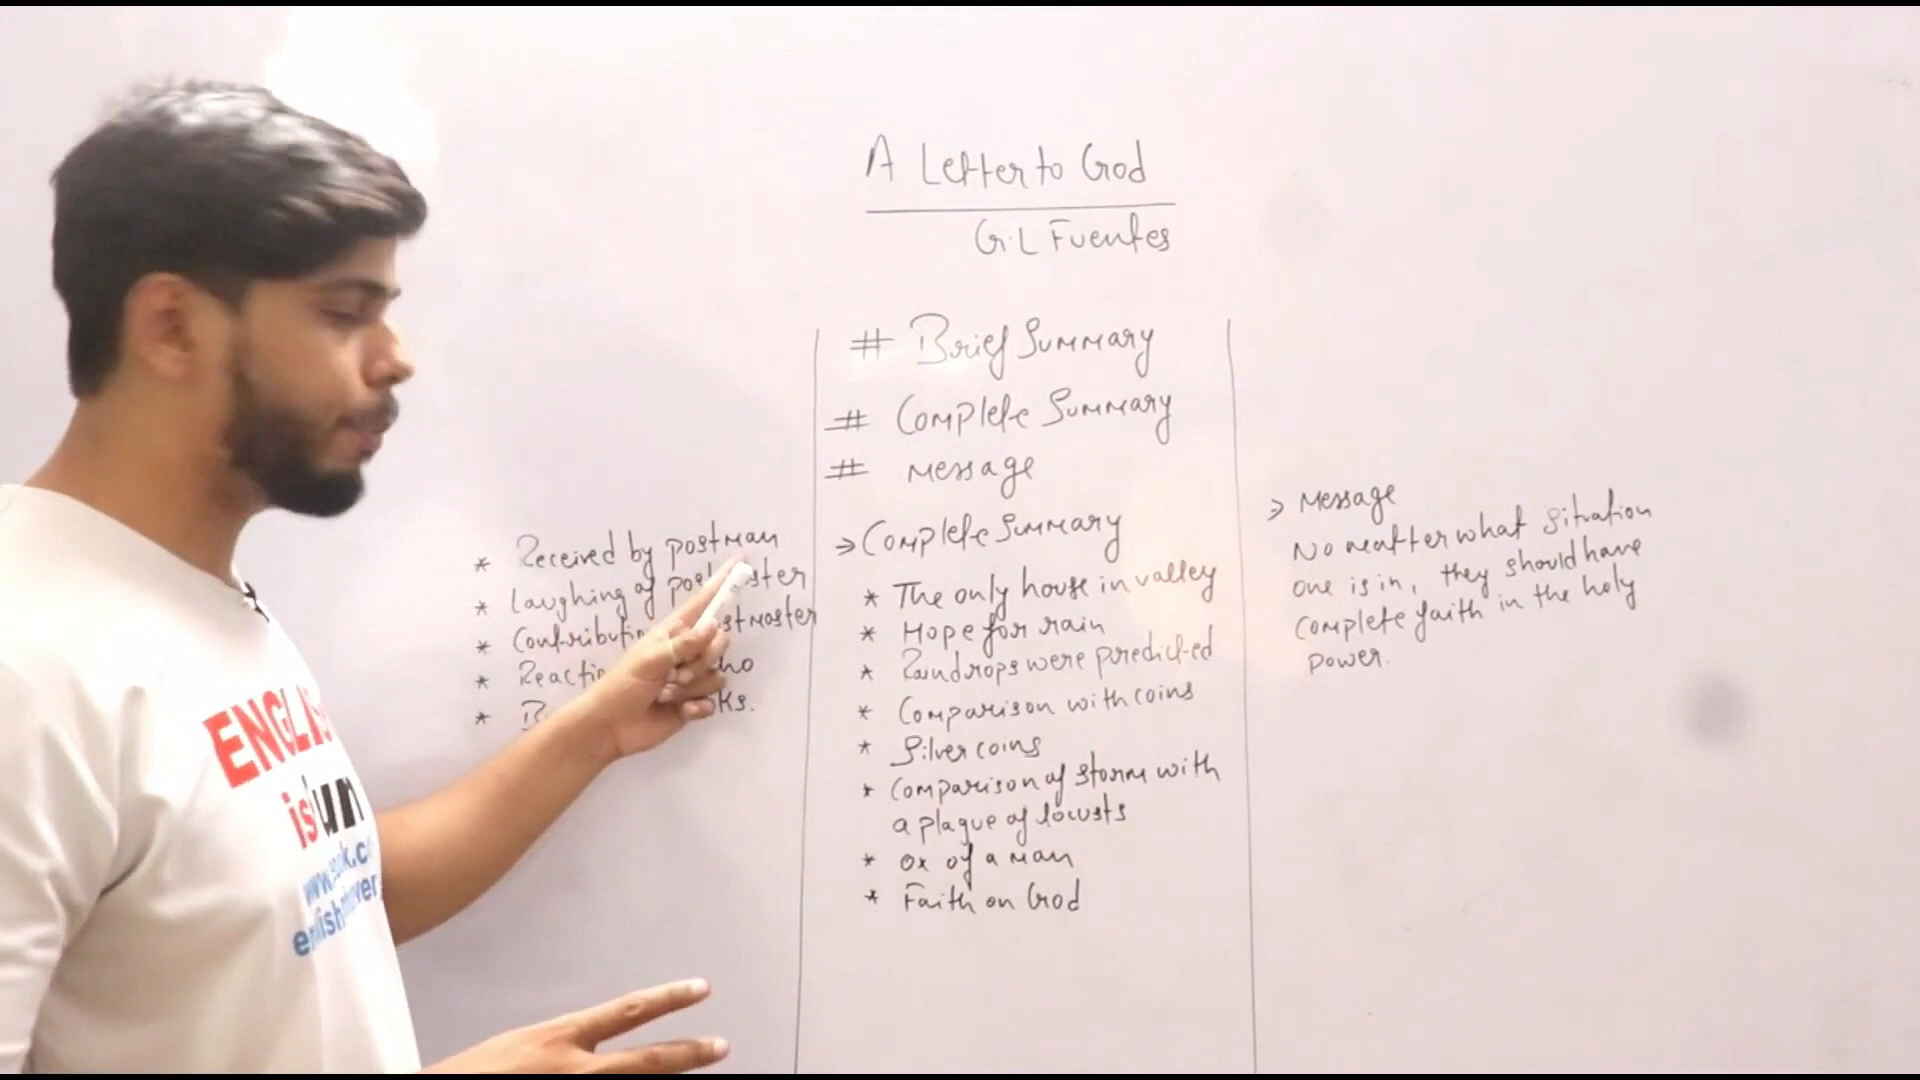 A Letter to God
G.L Fuentes
# Brief Summary
# Complete Summary
# Message
* Received by postman
* Laughing of
*
* Reaction
*
> Complete Summary
* The only house in valley
* Hope for rain
* Raindrops were predicted
* Comparison with coins
* Silver coins
* Comparison of storm with
a plague of locusts
* Ox of a man
* Faith on God
> Message
No matter what situation
one is in, they should have
complete faith in the holy
power.
is